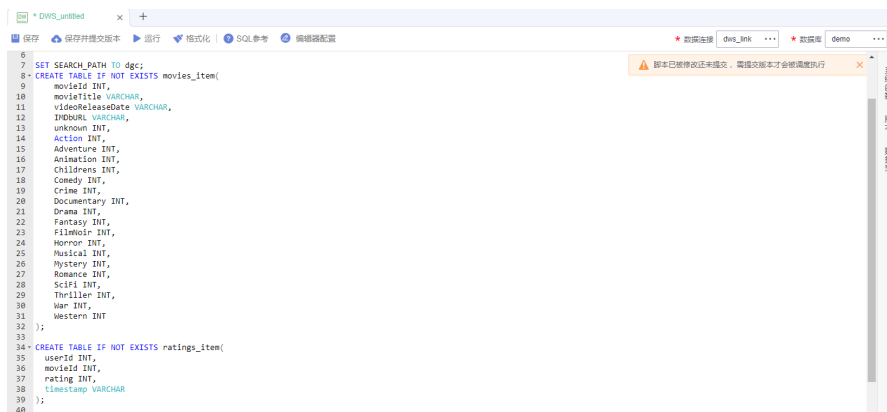 DWS * DWS_untitled × +
保存 保存并提交版本 运行 格式化 SQL参考 编辑器配置 * 数据连接 dws_link ··· * 数据库 demo ···
脚本已被修改还未提交，需提交版本才会被调度执行 ×
6
7 SET SEARCH_PATH TO dgc;
8 CREATE TABLE IF NOT EXISTS movies_item(
9 movieId INT,
10 movieTitle VARCHAR,
11 videoReleaseDate VARCHAR,
12 IMDbURL VARCHAR,
13 unknown INT,
14 Action INT,
15 Adventure INT,
16 Animation INT,
17 Childrens INT,
18 Comedy INT,
19 Crime INT,
20 Documentary INT,
21 Drama INT,
22 Fantasy INT,
23 FilmNoir INT,
24 Horror INT,
25 Musical INT,
26 Mystery INT,
27 Romance INT,
28 SciFi INT,
29 Thriller INT,
30 War INT,
31 Western INT
32 );
33
34 CREATE TABLE IF NOT EXISTS ratings_item(
35 userId INT,
36 movieId INT,
37 rating INT,
38 timestamp VARCHAR
39 );
40